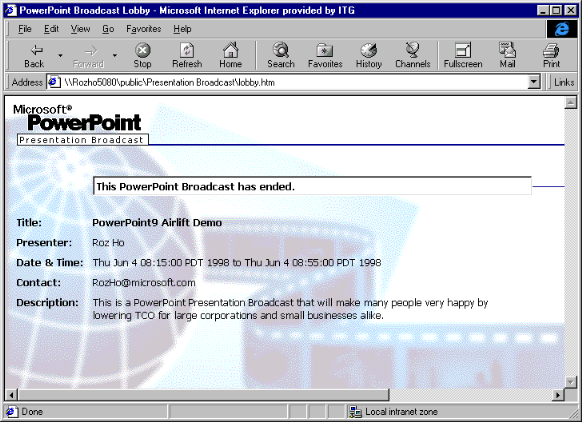 PowerPoint Broadcast Lobby - Microsoft Internet Explorer provided by ITG
File Edit View Go Favorites Help
Back Forward Stop Refresh Home Search Favorites History Channels Fullscreen Mail Print
Address \\Rozho5080\public\Presentation Broadcast\lobby.htm Links
Microsoft®
PowerPoint
Presentation Broadcast
This PowerPoint Broadcast has ended.
Title: PowerPoint9 Airlift Demo
Presenter: Roz Ho
Date & Time: Thu Jun 4 08:15:00 PDT 1998 to Thu Jun 4 08:55:00 PDT 1998
Contact: RozHo@microsoft.com
Description: This is a PowerPoint Presentation Broadcast that will make many people very happy by
lowering TCO for large corporations and small businesses alike.
Done Local intranet zone